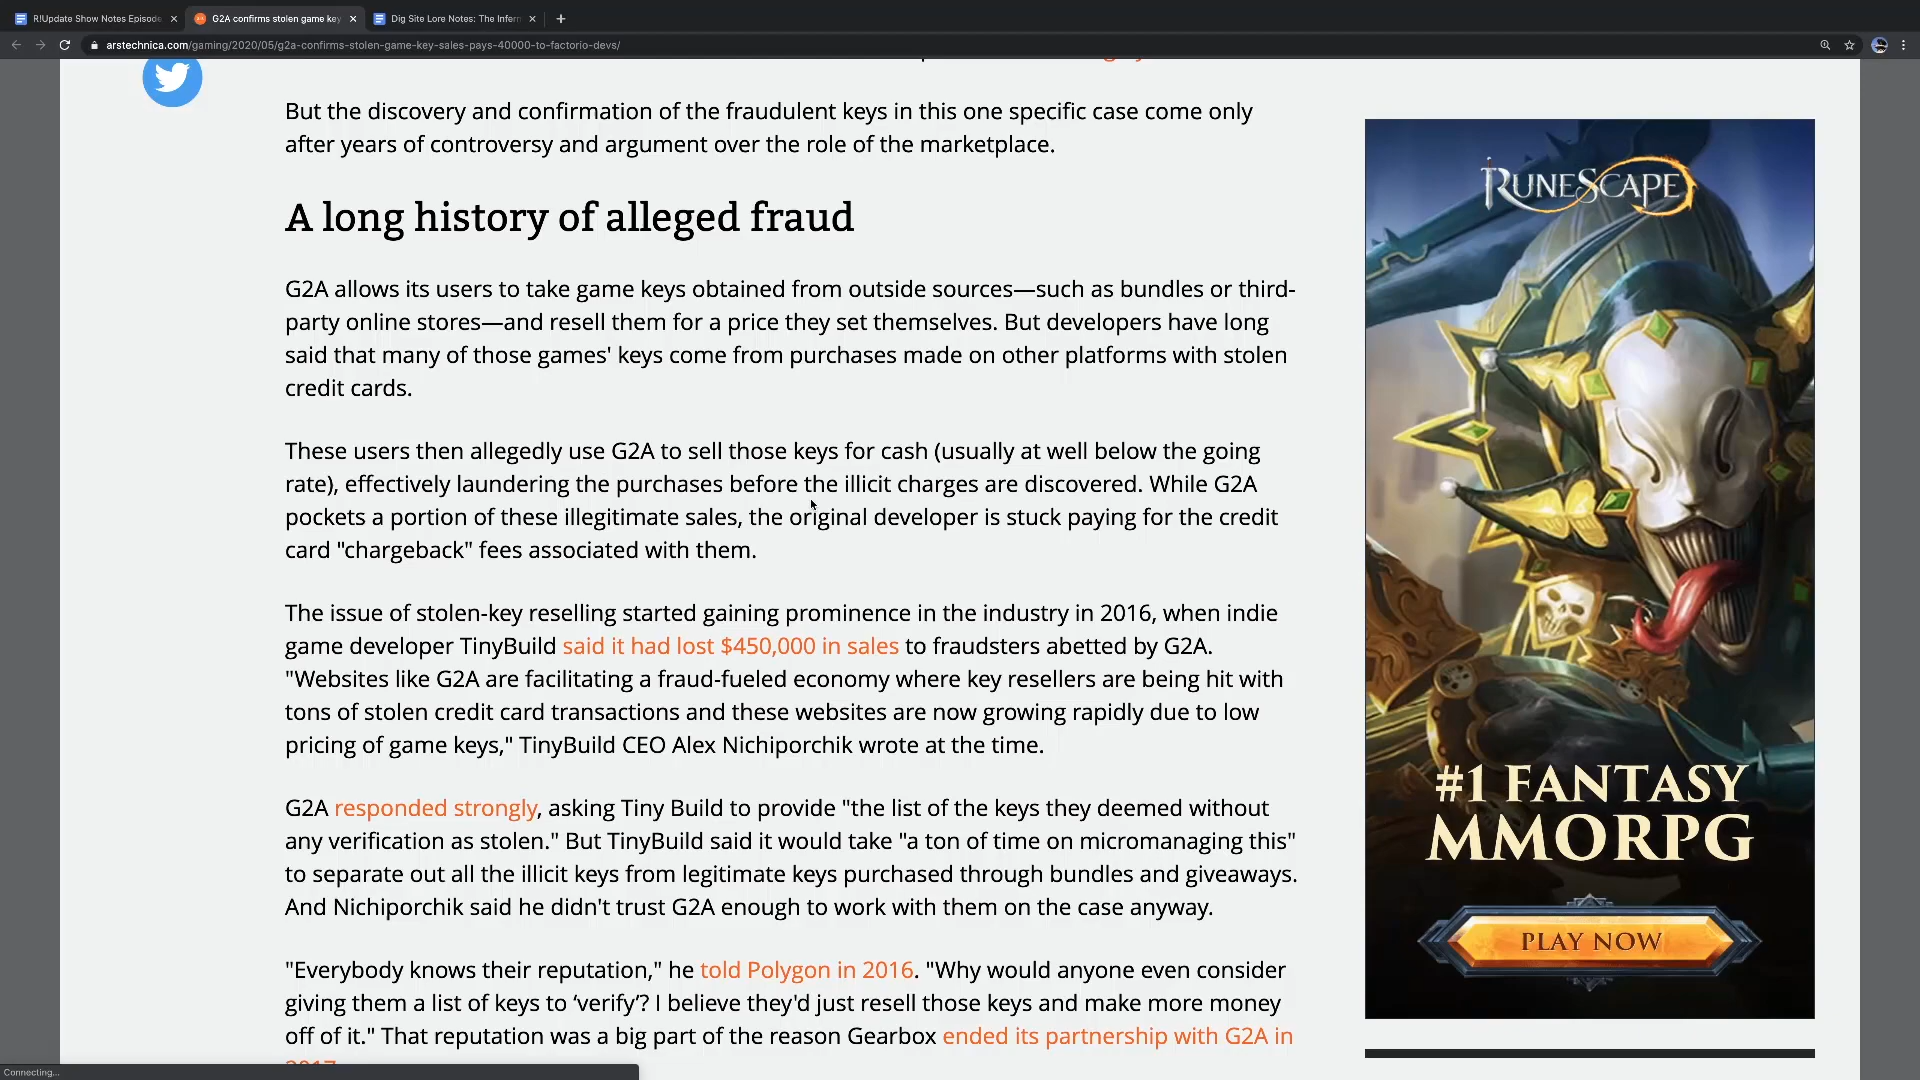 R!Update Show Notes Episode
G2A confirms stolen game key
Dig Site Lore Notes: The Infern
arstechnica.com/gaming/2020/05/g2a-confirms-stolen-game-key-sales-pays-40000-to-factorio-devs/
But the discovery and confirmation of the fraudulent keys in this one specific case come only
after years of controversy and argument over the role of the marketplace.
A long history of alleged fraud
G2A allows its users to take game keys obtained from outside sources—such as bundles or third-
party online stores—and resell them for a price they set themselves. But developers have long
said that many of those games' keys come from purchases made on other platforms with stolen
credit cards.
These users then allegedly use G2A to sell those keys for cash (usually at well below the going
rate), effectively laundering the purchases before the illicit charges are discovered. While G2A
pockets a portion of these illegitimate sales, the original developer is stuck paying for the credit
card "chargeback" fees associated with them.
The issue of stolen-key reselling started gaining prominence in the industry in 2016, when indie
game developer TinyBuild said it had lost $450,000 in sales to fraudsters abetted by G2A.
"Websites like G2A are facilitating a fraud-fueled economy where key resellers are being hit with
tons of stolen credit card transactions and these websites are now growing rapidly due to low
pricing of game keys," TinyBuild CEO Alex Nichiporchik wrote at the time.
G2A responded strongly, asking Tiny Build to provide "the list of the keys they deemed without
any verification as stolen." But TinyBuild said it would take "a ton of time on micromanaging this"
to separate out all the illicit keys from legitimate keys purchased through bundles and giveaways.
And Nichiporchik said he didn't trust G2A enough to work with them on the case anyway.
"Everybody knows their reputation," he told Polygon in 2016. "Why would anyone even consider
giving them a list of keys to ‘verify’? I believe they'd just resell those keys and make more money
off of it." That reputation was a big part of the reason Gearbox ended its partnership with G2A in
2017
RUNESCAPE
#1 FANTASY
MMORPG
PLAY NOW
Connecting...